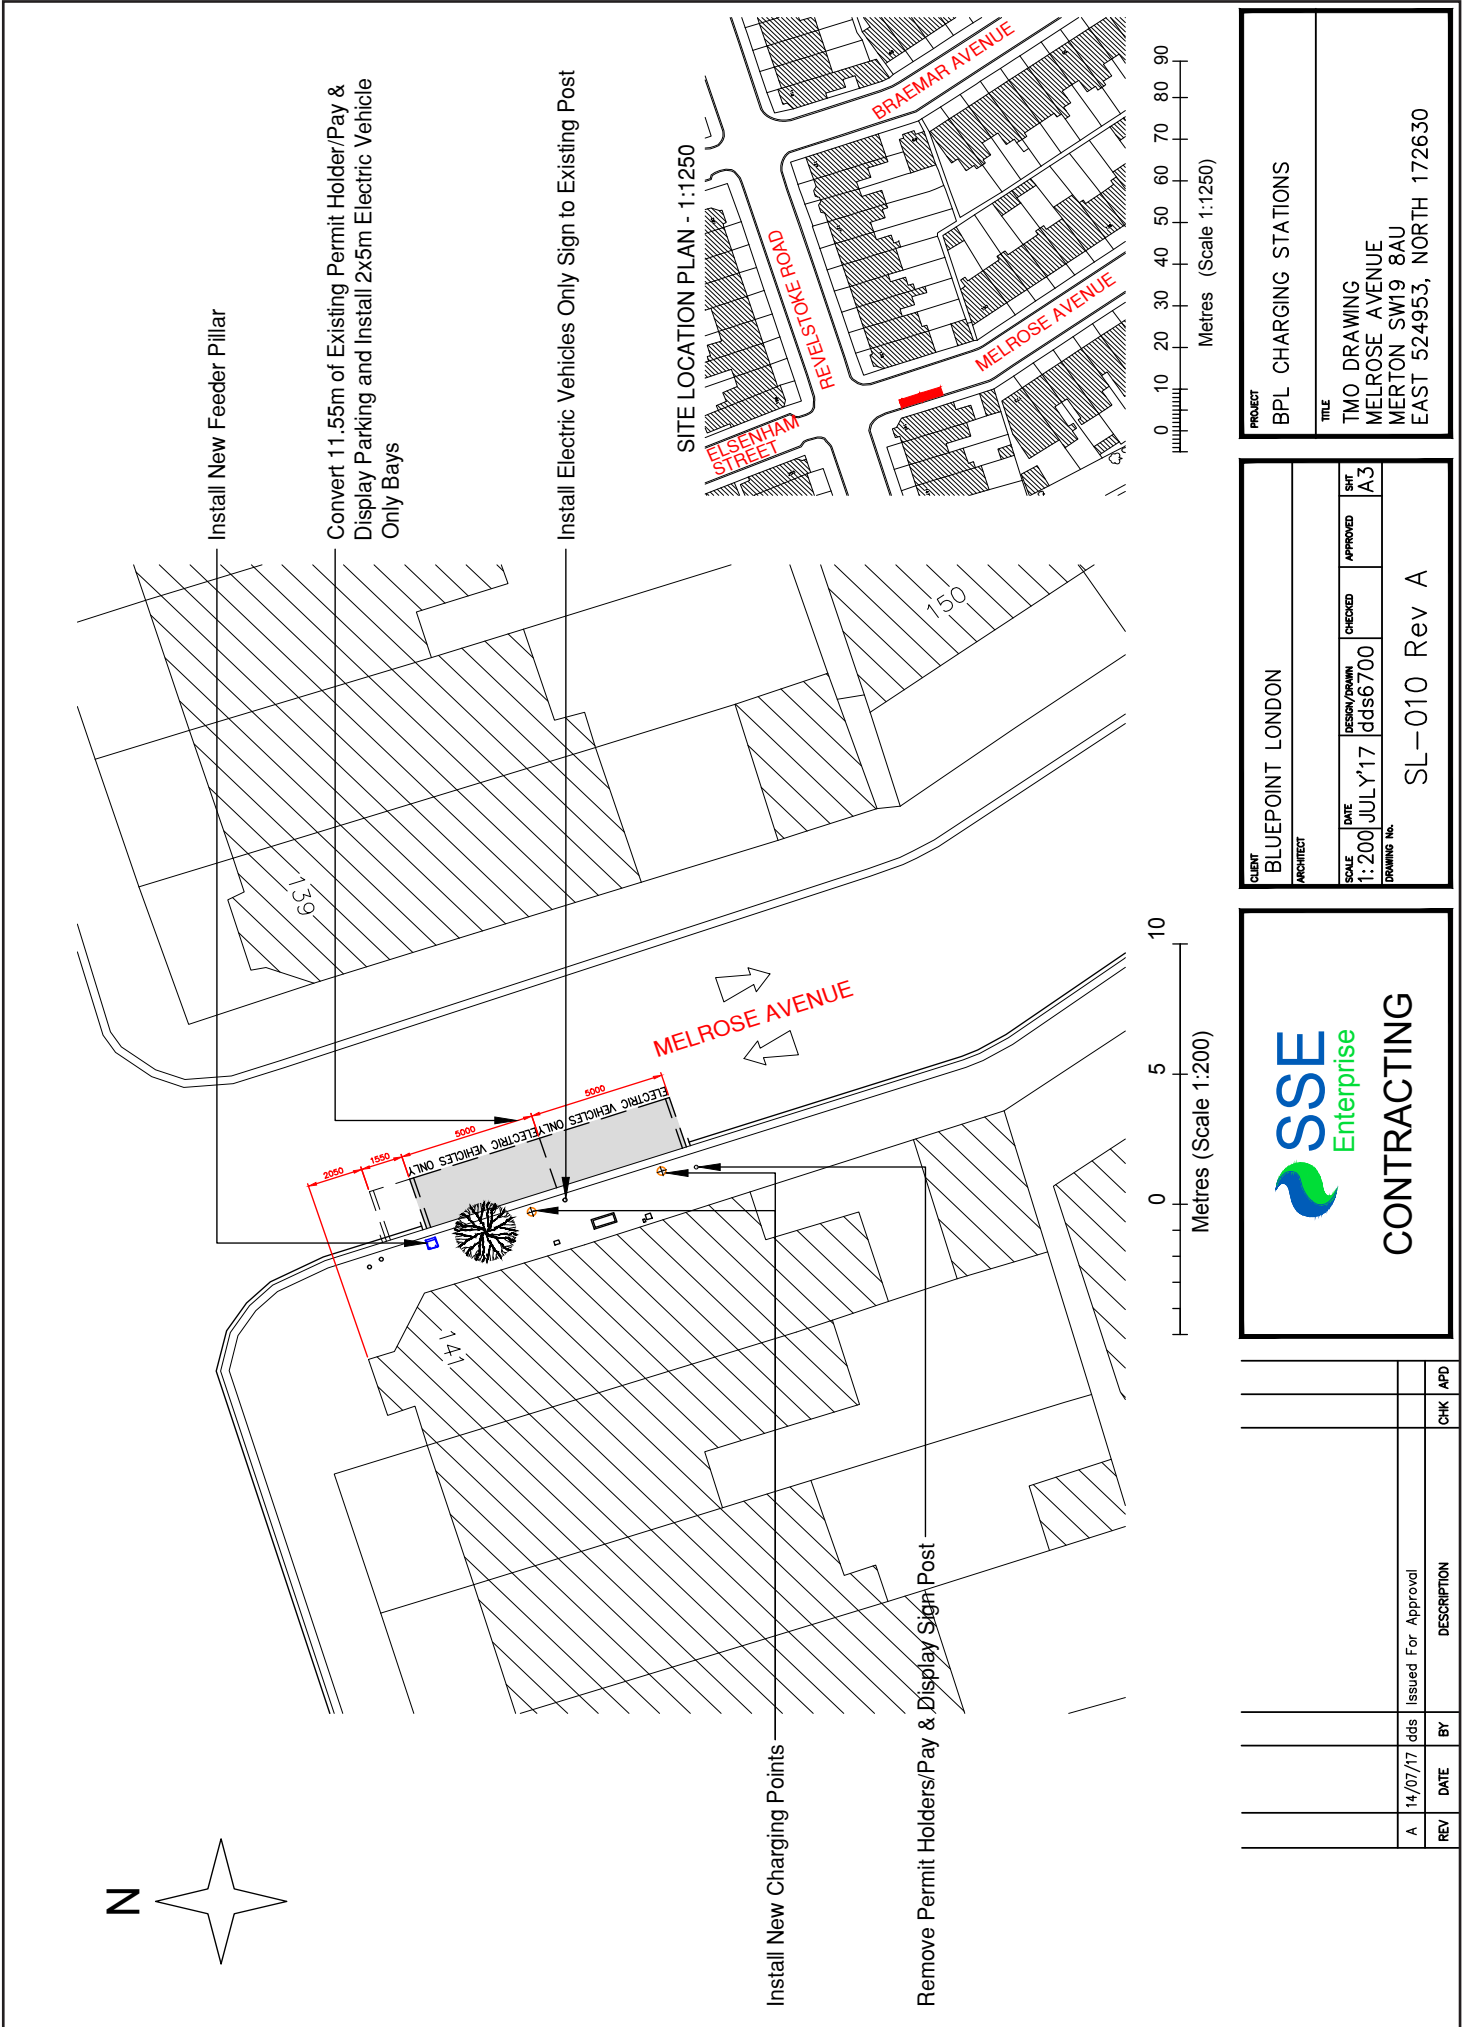 N
Install New Feeder Pillar
Convert 11.55m of Existing Permit Holder/Pay &
Display Parking and Install 2x5m Electric Vehicle
Only Bays
Install Electric Vehicles Only Sign to Existing Post
Install New Charging Points
Remove Permit Holders/Pay & Display Sign Post
139
141
150
2050
1550
5000
5000
ELECTRIC VEHICLES ONLY
ELECTRIC VEHICLES ONLY
MELROSE AVENUE
0 5 10
Metres (Scale 1:200)
SITE LOCATION PLAN - 1:1250
ELSENHAM
STREET
REVELSTOKE ROAD
BRAEMAR AVENUE
MELROSE AVENUE
0 10 20 30 40 50 60 70 80 90
Metres (Scale 1:1250)
A 14/07/17 dds Issued For Approval
REV DATE BY DESCRIPTION CHK APD
SSE
Enterprise
CONTRACTING
CLIENT
BLUEPOINT LONDON
ARCHITECT
SCALE DATE DESIGN/DRAWN CHECKED APPROVED SHT
1:200 JULY'17 dds6700 A3
DRAWING No.
SL-010 Rev A
PROJECT
BPL CHARGING STATIONS
TITLE
TMO DRAWING
MELROSE AVENUE
MERTON SW19 8AU
EAST 524953, NORTH 172630